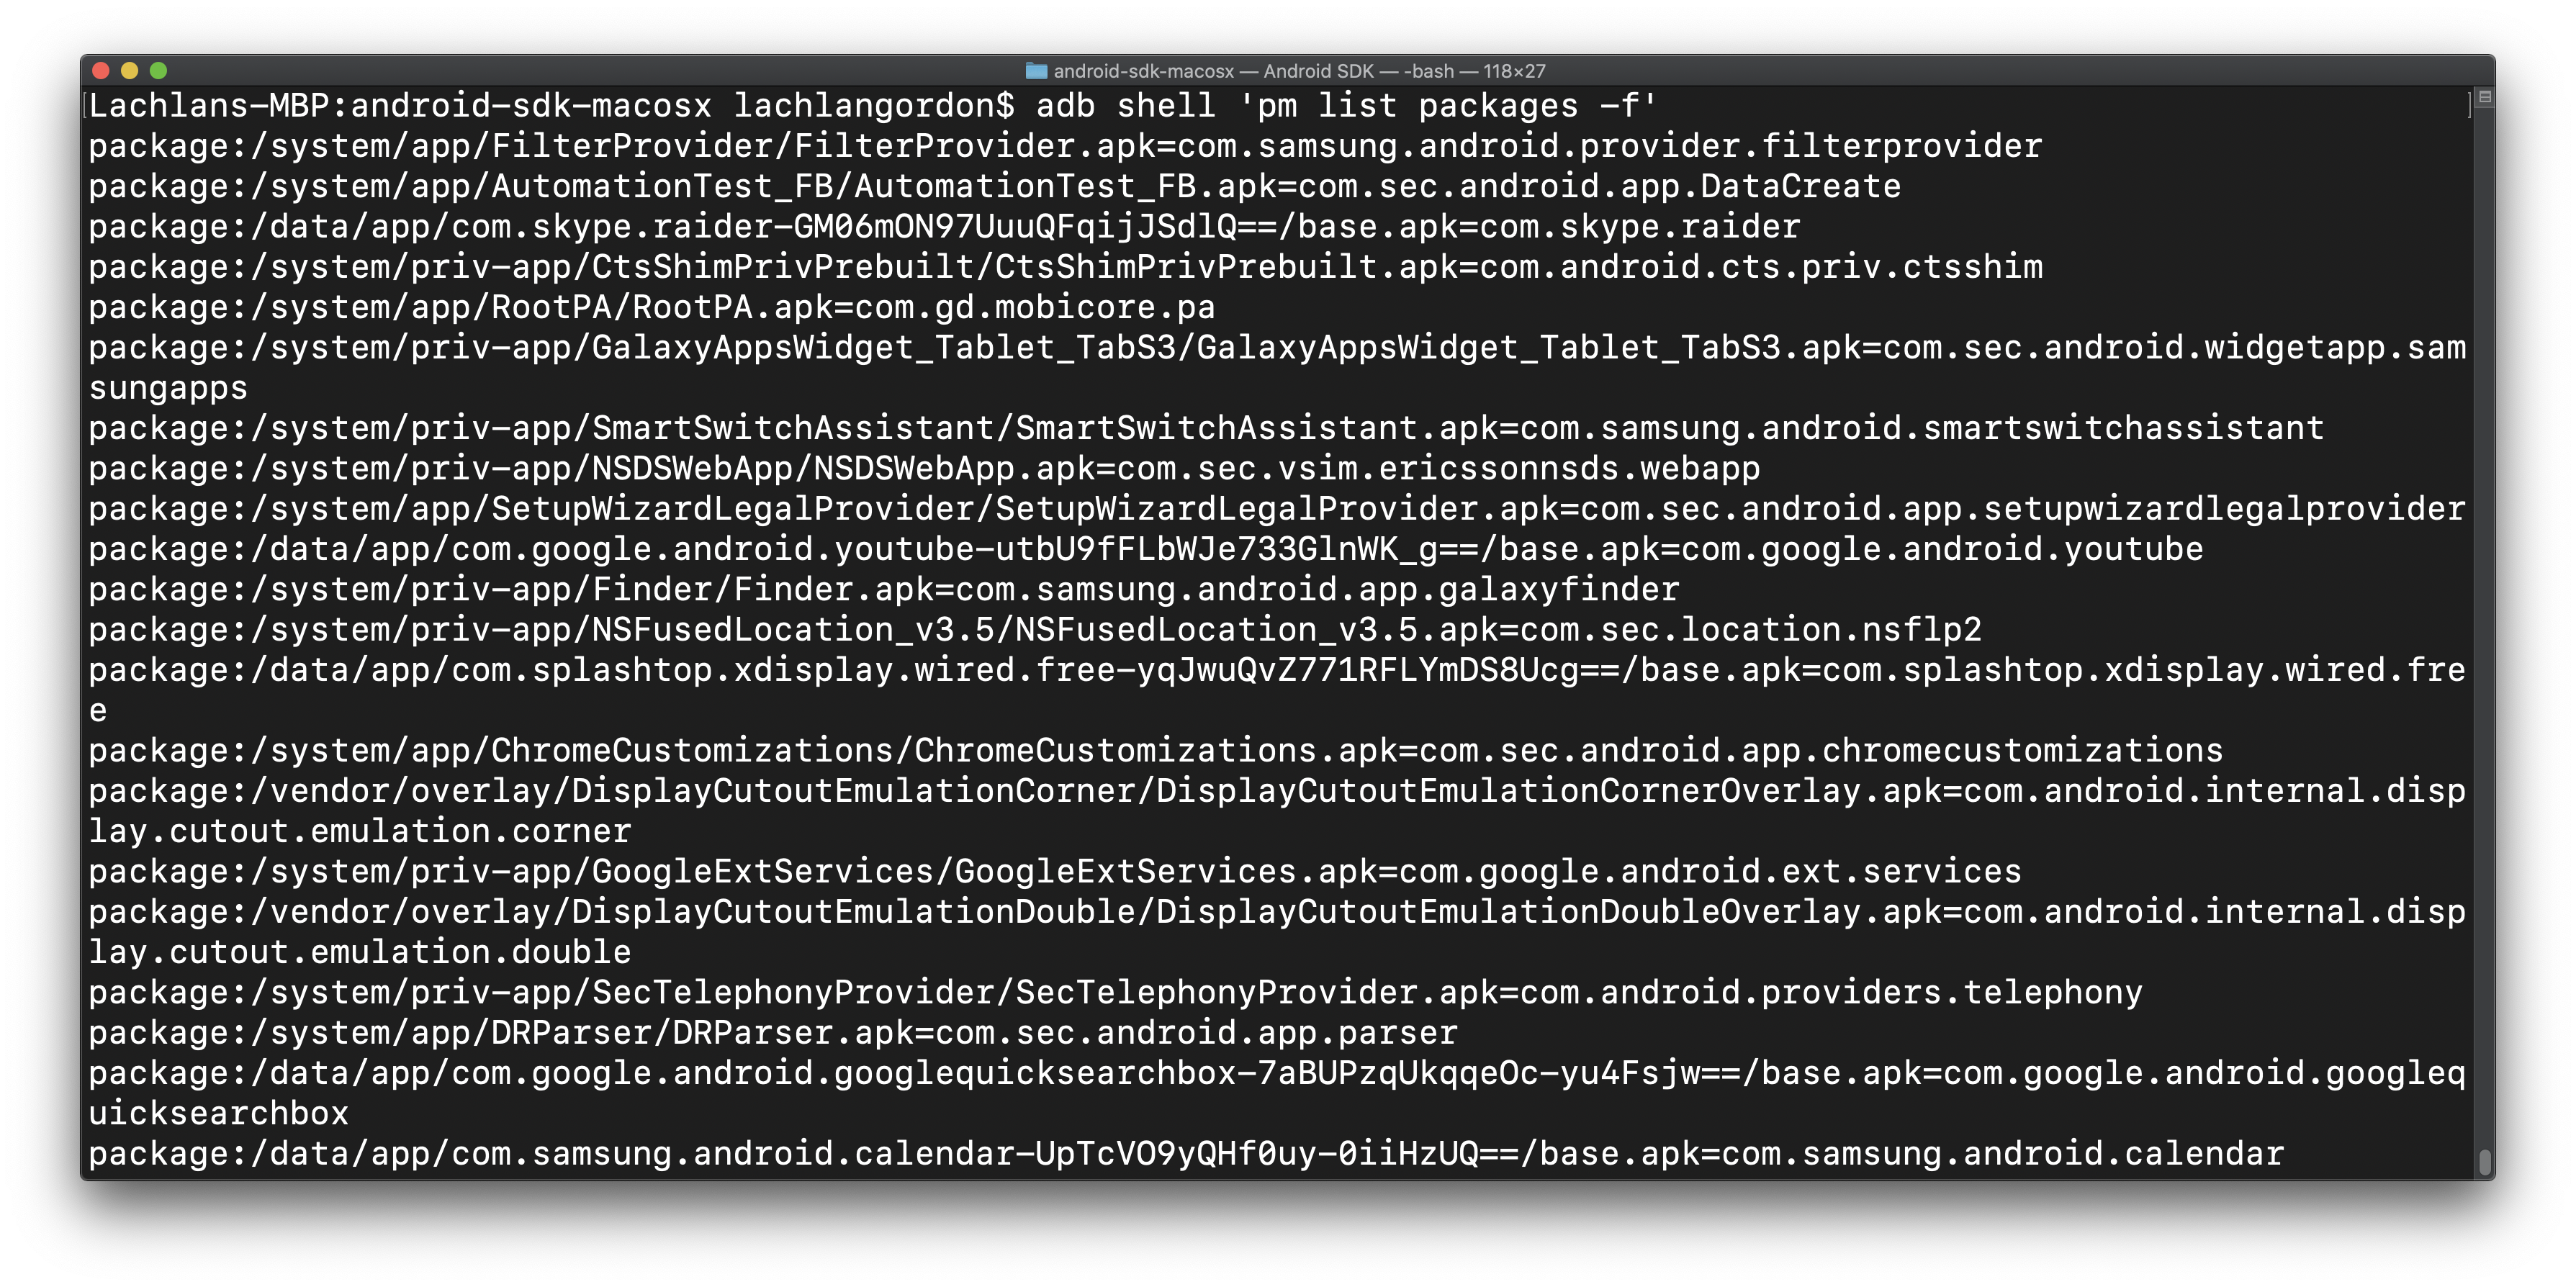 android-sdk-macosx — Android SDK — -bash — 118×27
[Lachlans-MBP:android-sdk-macosx lachlangordon$ adb shell 'pm list packages -f' ]
package:/system/app/FilterProvider/FilterProvider.apk=com.samsung.android.provider.filterprovider
package:/system/app/AutomationTest_FB/AutomationTest_FB.apk=com.sec.android.app.DataCreate
package:/data/app/com.skype.raider-GM06mON97UuuQFqijJSdlQ==/base.apk=com.skype.raider
package:/system/priv-app/CtsShimPrivPrebuilt/CtsShimPrivPrebuilt.apk=com.android.cts.priv.ctsshim
package:/system/app/RootPA/RootPA.apk=com.gd.mobicore.pa
package:/system/priv-app/GalaxyAppsWidget_Tablet_TabS3/GalaxyAppsWidget_Tablet_TabS3.apk=com.sec.android.widgetapp.sam
sungapps
package:/system/priv-app/SmartSwitchAssistant/SmartSwitchAssistant.apk=com.samsung.android.smartswitchassistant
package:/system/priv-app/NSDSWebApp/NSDSWebApp.apk=com.sec.vsim.ericssonnsds.webapp
package:/system/app/SetupWizardLegalProvider/SetupWizardLegalProvider.apk=com.sec.android.app.setupwizardlegalprovider
package:/data/app/com.google.android.youtube-utbU9fFLbWJe733GlnWK_g==/base.apk=com.google.android.youtube
package:/system/priv-app/Finder/Finder.apk=com.samsung.android.app.galaxyfinder
package:/system/priv-app/NSFusedLocation_v3.5/NSFusedLocation_v3.5.apk=com.sec.location.nsflp2
package:/data/app/com.splashtop.xdisplay.wired.free-yqJwuQvZ771RFLYmDS8Ucg==/base.apk=com.splashtop.xdisplay.wired.fre
e
package:/system/app/ChromeCustomizations/ChromeCustomizations.apk=com.sec.android.app.chromecustomizations
package:/vendor/overlay/DisplayCutoutEmulationCorner/DisplayCutoutEmulationCornerOverlay.apk=com.android.internal.disp
lay.cutout.emulation.corner
package:/system/priv-app/GoogleExtServices/GoogleExtServices.apk=com.google.android.ext.services
package:/vendor/overlay/DisplayCutoutEmulationDouble/DisplayCutoutEmulationDoubleOverlay.apk=com.android.internal.disp
lay.cutout.emulation.double
package:/system/priv-app/SecTelephonyProvider/SecTelephonyProvider.apk=com.android.providers.telephony
package:/system/app/DRParser/DRParser.apk=com.sec.android.app.parser
package:/data/app/com.google.android.googlequicksearchbox-7aBUPzqUkqqeOc-yu4Fsjw==/base.apk=com.google.android.googleq
uicksearchbox
package:/data/app/com.samsung.android.calendar-UpTcVO9yQHf0uy-0iiHzUQ==/base.apk=com.samsung.android.calendar